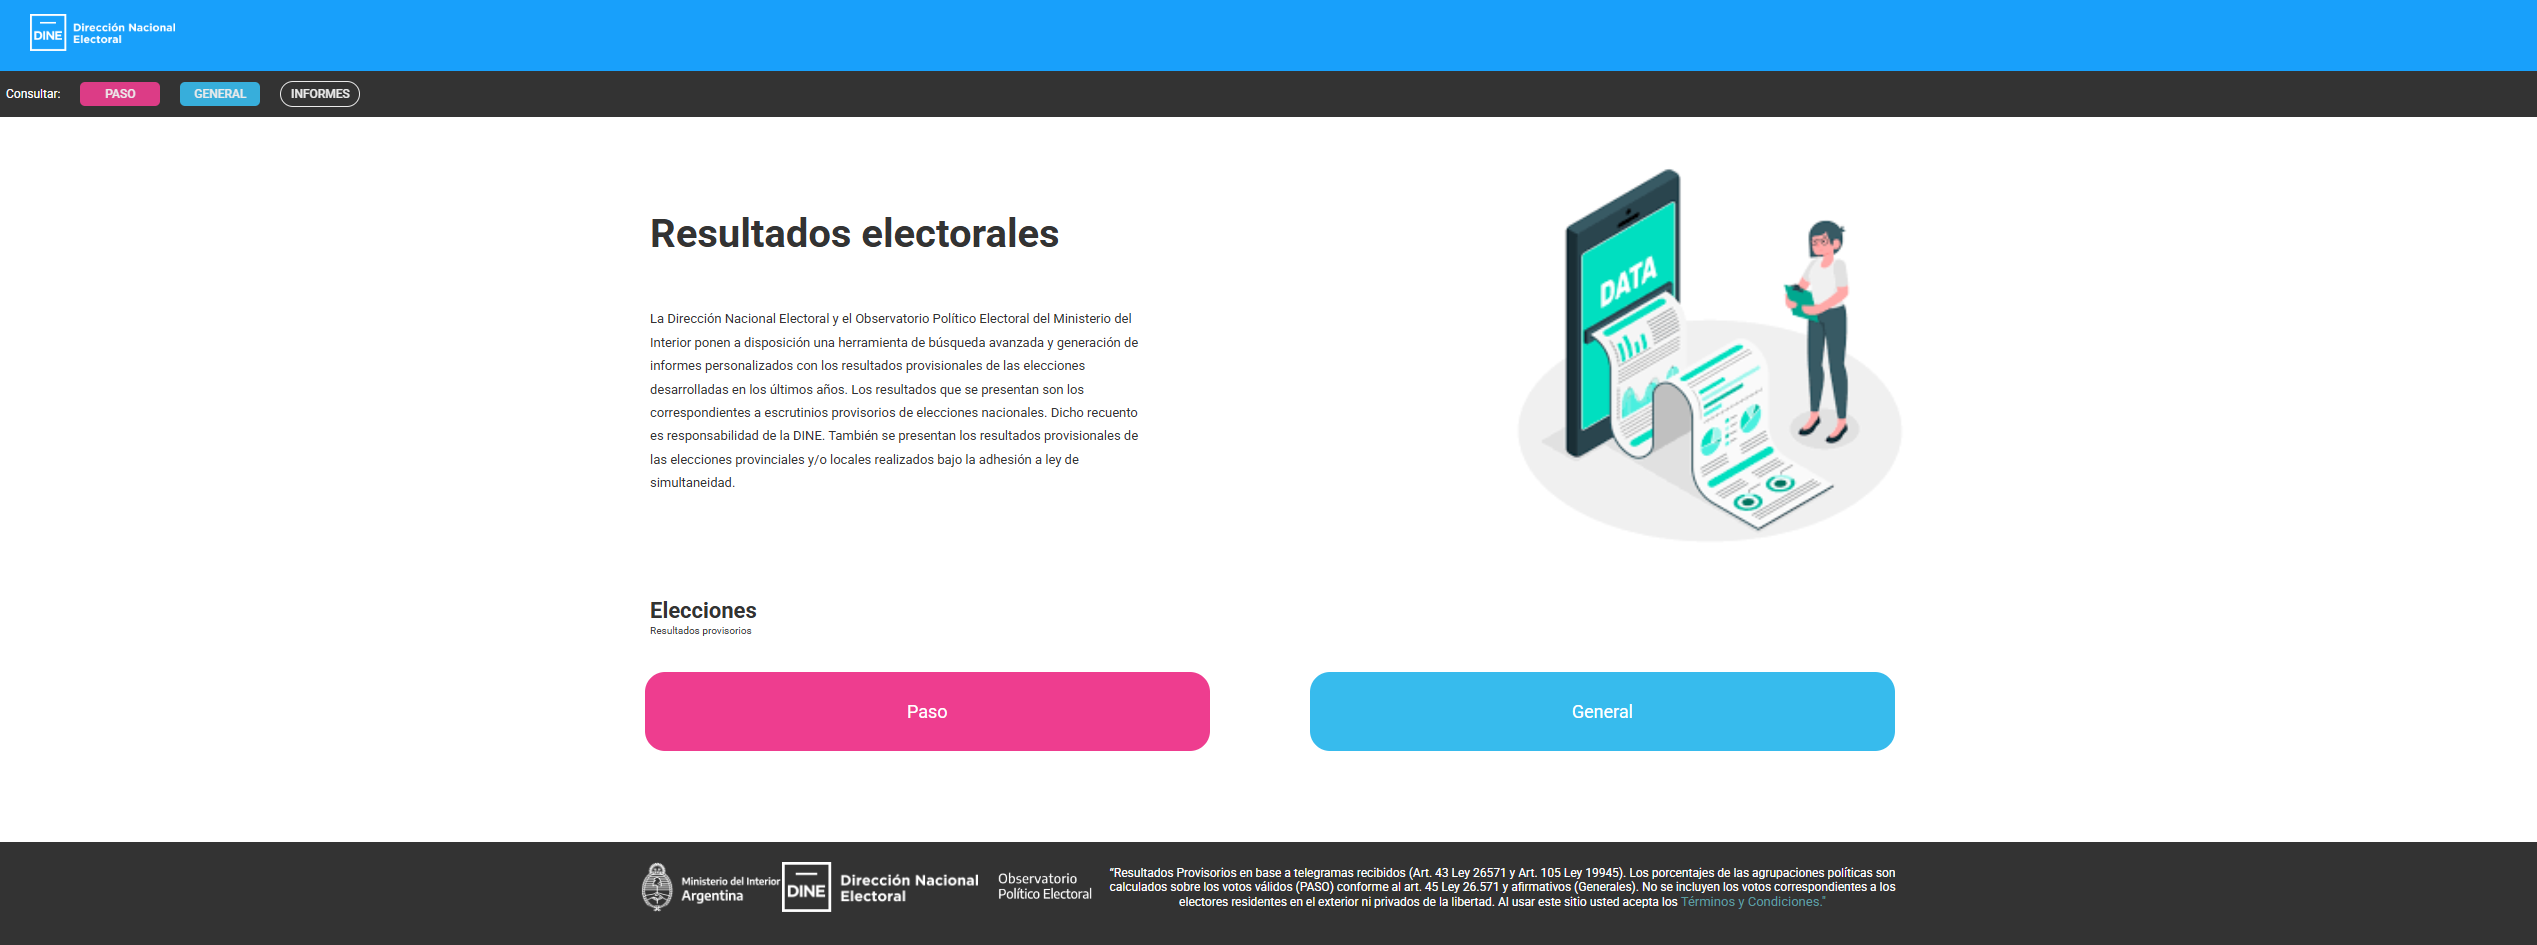 DINE Dirección Nacional
Electoral
Consultar: PASO GENERAL INFORMES
Resultados electorales
DATA
La Dirección Nacional Electoral y el Observatorio Político Electoral del Ministerio del
Interior ponen a disposición una herramienta de búsqueda avanzada y generación de
informes personalizados con los resultados provisionales de las elecciones
desarrolladas en los últimos años. Los resultados que se presentan son los
correspondientes a escrutinios provisorios de elecciones nacionales. Dicho recuento
es responsabilidad de la DINE. También se presentan los resultados provisionales de
las elecciones provinciales y/o locales realizados bajo la adhesión a ley de
simultaneidad.
Elecciones
Resultados provisorios
Paso
General
Ministerio del Interior
Argentina
DINE
Dirección Nacional
Electoral
Observatorio
Político Electoral
"Resultados Provisorios en base a telegramas recibidos (Art. 43 Ley 26571 y Art. 105 Ley 19945). Los porcentajes de las agrupaciones políticas son
calculados sobre los votos válidos (PASO) conforme al art. 45 Ley 26.571 y afirmativos (Generales). No se incluyen los votos correspondientes a los
electores residentes en el exterior ni privados de la libertad. Al usar este sitio usted acepta los Términos y Condiciones."